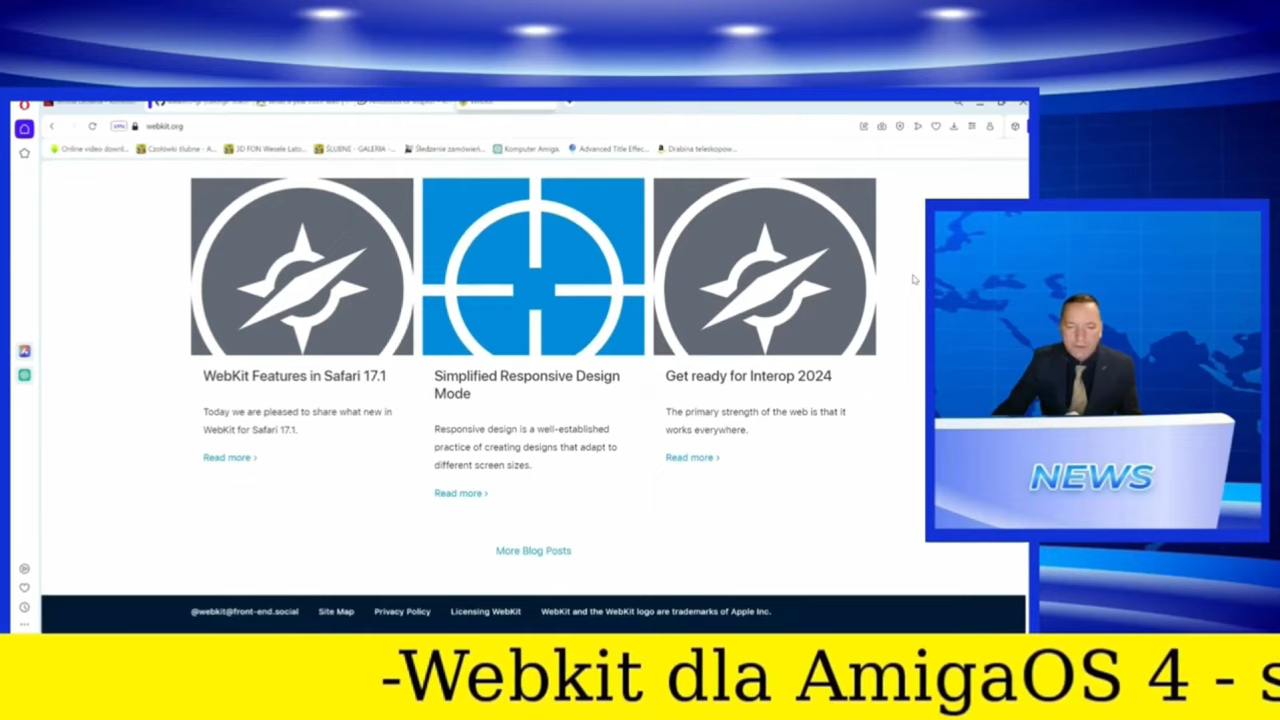 VPN
webkit.org
Online video downl...
Czołówki ślubne - A...
3D FON Wesele Lato...
ŚLUBNE - GALERIA -...
Śledzenie zamówień...
Komputer Amiga.
Advanced Title Effec...
Drabina teleskopow...
WebKit Features in Safari 17.1
Today we are pleased to share what new in
WebKit for Safari 17.1.
Read more ›
Simplified Responsive Design
Mode
Responsive design is a well-established
practice of creating designs that adapt to
different screen sizes.
Read more ›
Get ready for Interop 2024
The primary strength of the web is that it
works everywhere.
Read more ›
More Blog Posts
@webkit@front-end.social Site Map Privacy Policy Licensing WebKit WebKit and the WebKit logo are trademarks of Apple Inc.
NEWS
-Webkit dla AmigaOS 4 - s